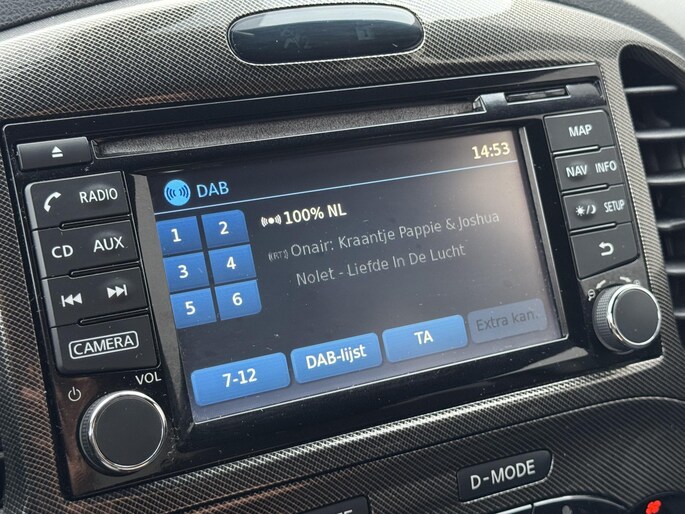 14:53
DAB
MAP
RADIO
NAV
INFO
CD
AUX
SETUP
1
2
3
4
5
6
100% NL
(RT) Onair: Kraantje Pappie & Joshua
Nolet - Liefde In De Lucht
CAMERA
7-12
DAB-lijst
TA
Extra kan.
VOL
D-MODE